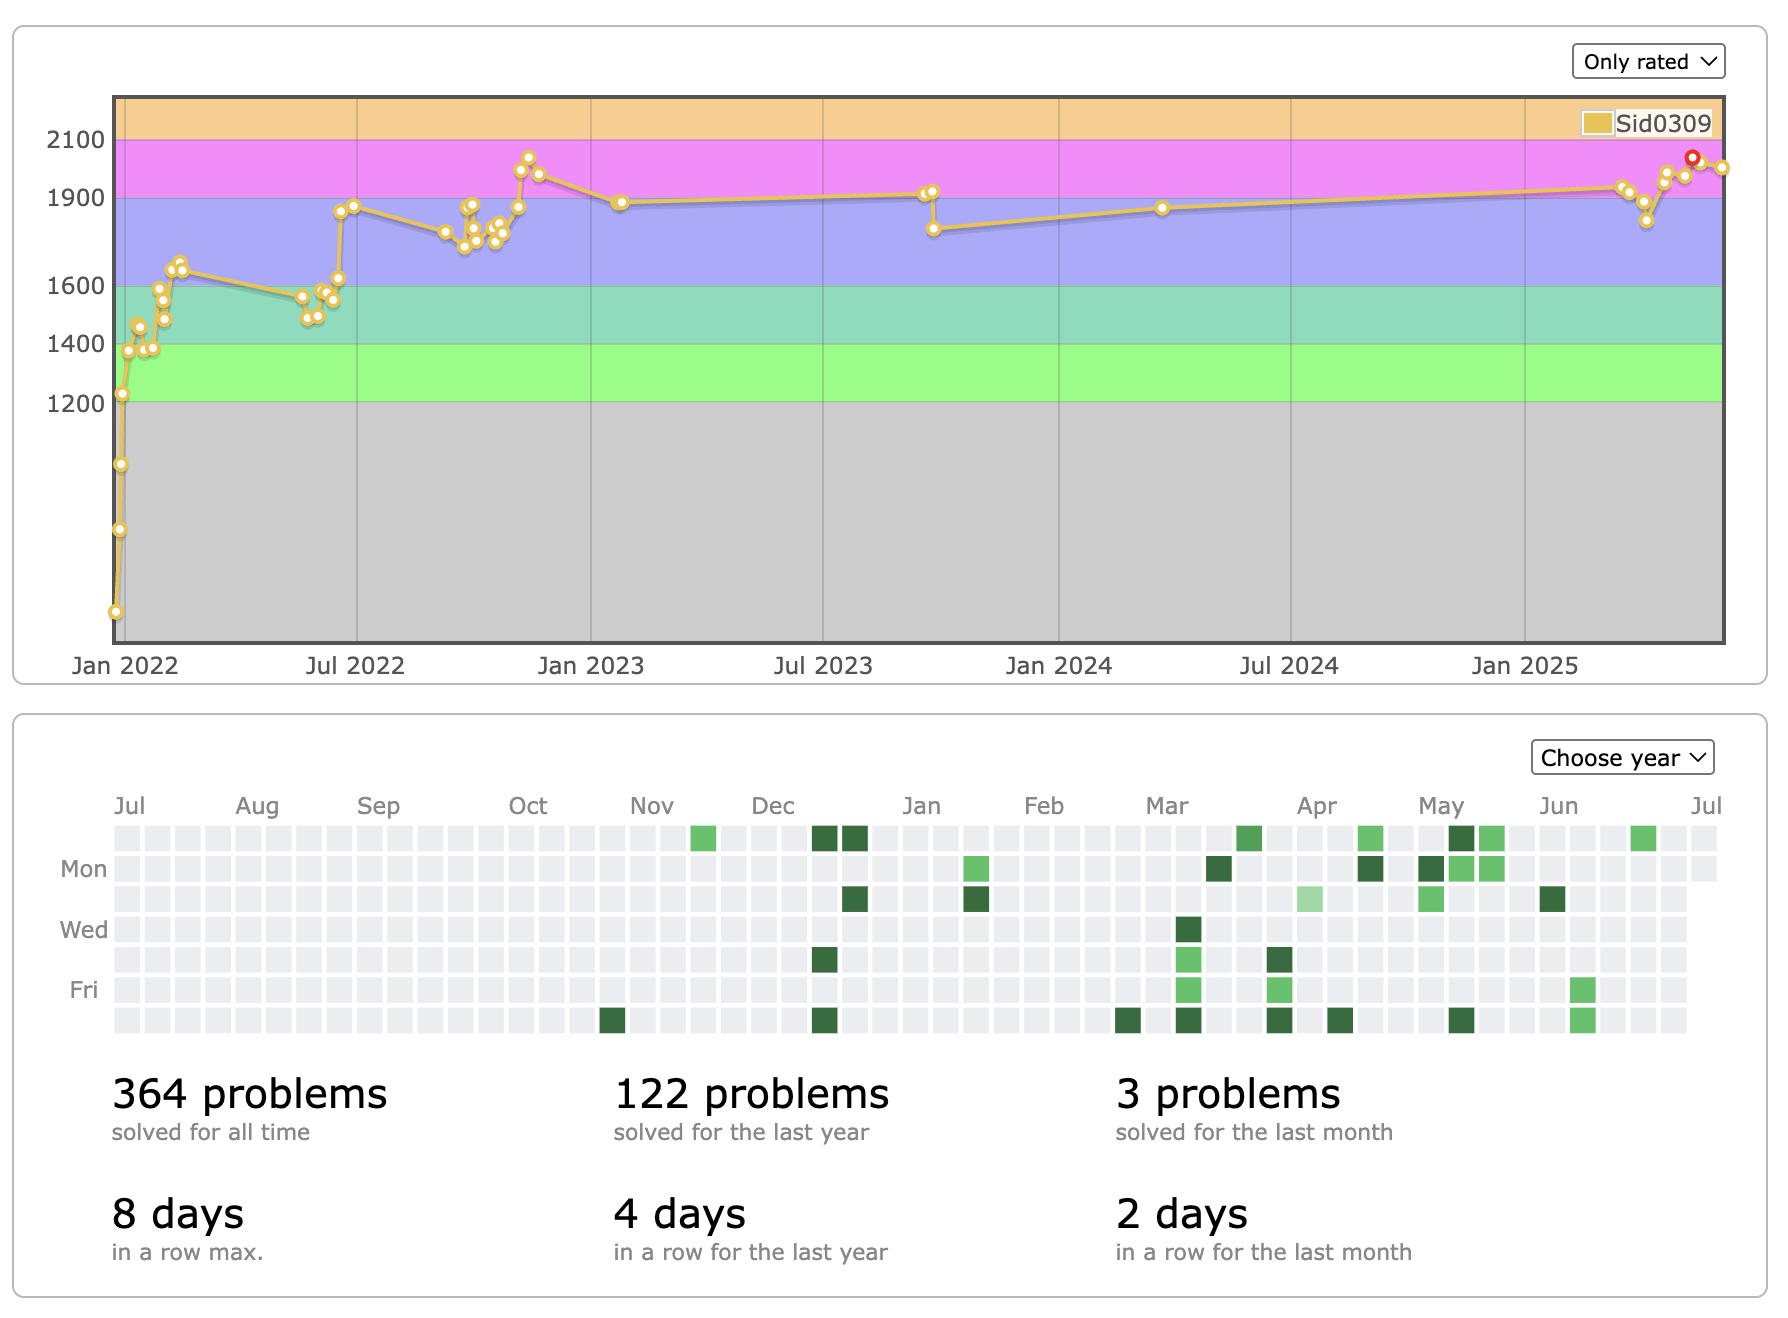 Only rated
Sid0309
2100
1900
1600
1400
1200
Jan 2022 Jul 2022 Jan 2023 Jul 2023 Jan 2024 Jul 2024 Jan 2025
Choose year
Jul Aug Sep Oct Nov Dec Jan Feb Mar Apr May Jun Jul
Mon
Wed
Fri
364 problems 122 problems 3 problems
solved for all time solved for the last year solved for the last month
8 days 4 days 2 days
in a row max. in a row for the last year in a row for the last month